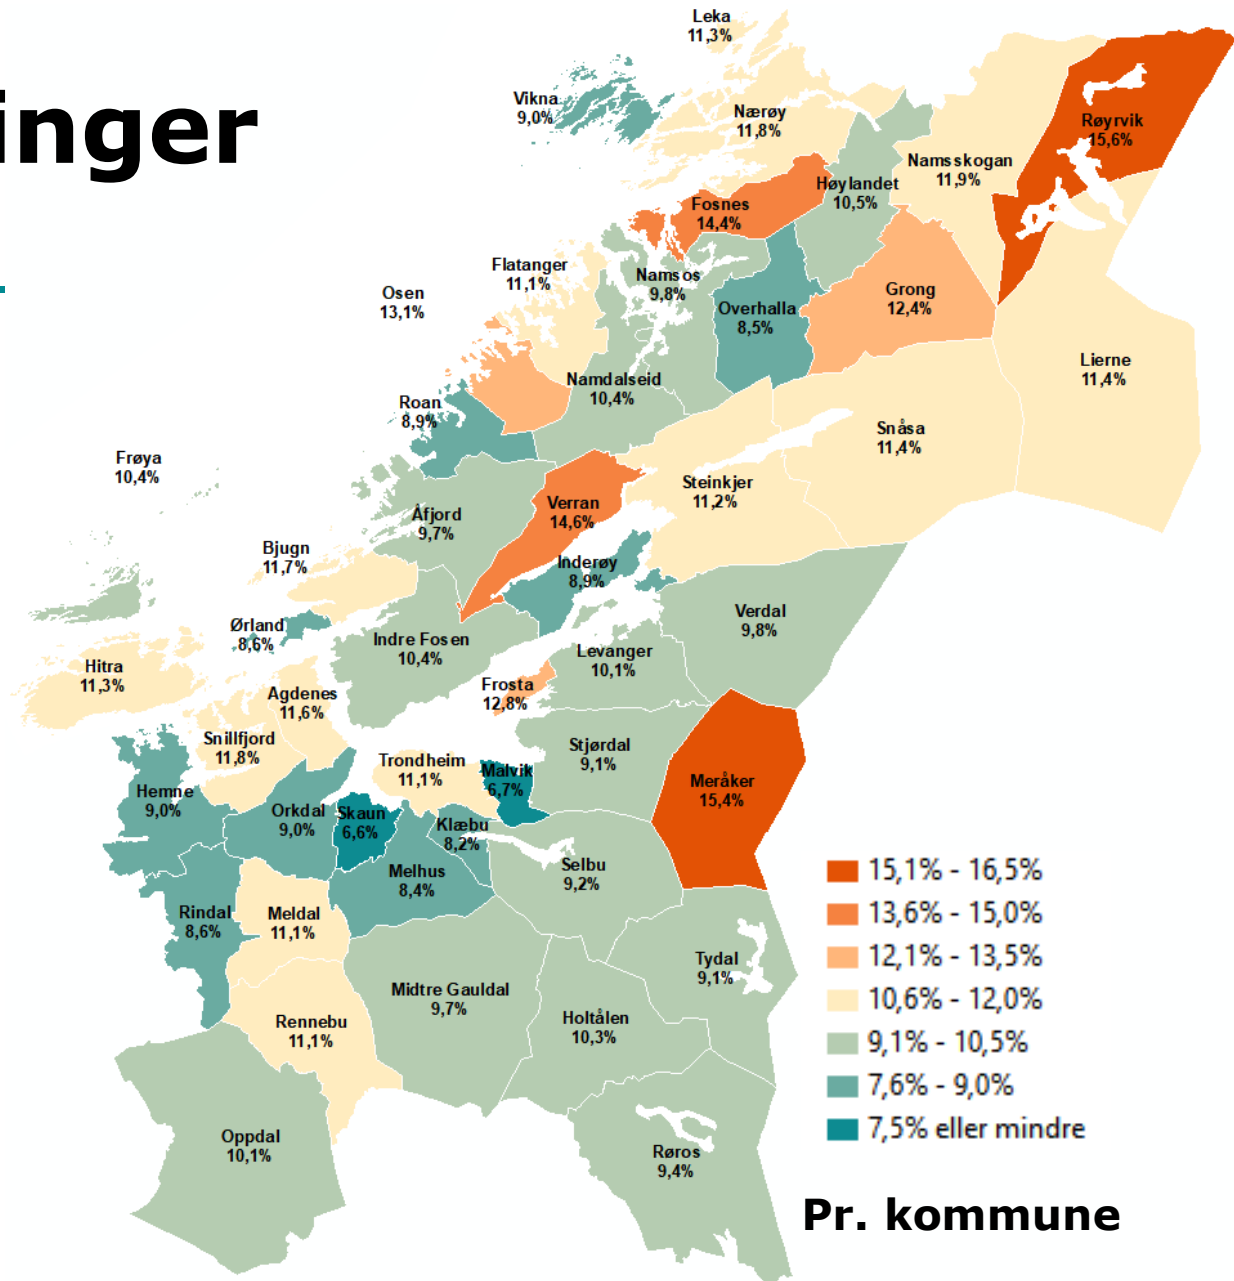 inger
Leka
11,3%
Vikna
9,0%
Nærøy
11,8%
Røyrvik
15,6%
Namsskogan
11,9%
Høylandet
10,5%
Fosnes
14,4%
Flatanger
11,1%
Namsos
9,8%
Osen
13,1%
Overhalla
8,5%
Grong
12,4%
Lierne
11,4%
Namdalseid
10,4%
Roan
8,9%
Snåsa
11,4%
Frøya
10,4%
Steinkjer
11,2%
Verran
14,6%
Åfjord
9,7%
Bjugn
11,7%
Inderøy
8,9%
Verdal
9,8%
Ørland
8,6%
Indre Fosen
10,4%
Levanger
10,1%
Hitra
11,3%
Frosta
12,8%
Agdenes
11,6%
Snillfjord
11,8%
Stjørdal
9,1%
Trondheim
11,1%
Malvik
6,7%
Meråker
15,4%
Hemne
9,0%
Orkdal
9,0%
Skaun
6,6%
Klæbu
8,2%
Selbu
9,2%
Melhus
8,4%
Rindal
8,6%
Meldal
11,1%
Tydal
9,1%
Midtre Gauldal
9,7%
Holtålen
10,3%
Rennebu
11,1%
Oppdal
10,1%
Røros
9,4%
15,1% - 16,5%
13,6% - 15,0%
12,1% - 13,5%
10,6% - 12,0%
9,1% - 10,5%
7,6% - 9,0%
7,5% eller mindre
Pr. kommune